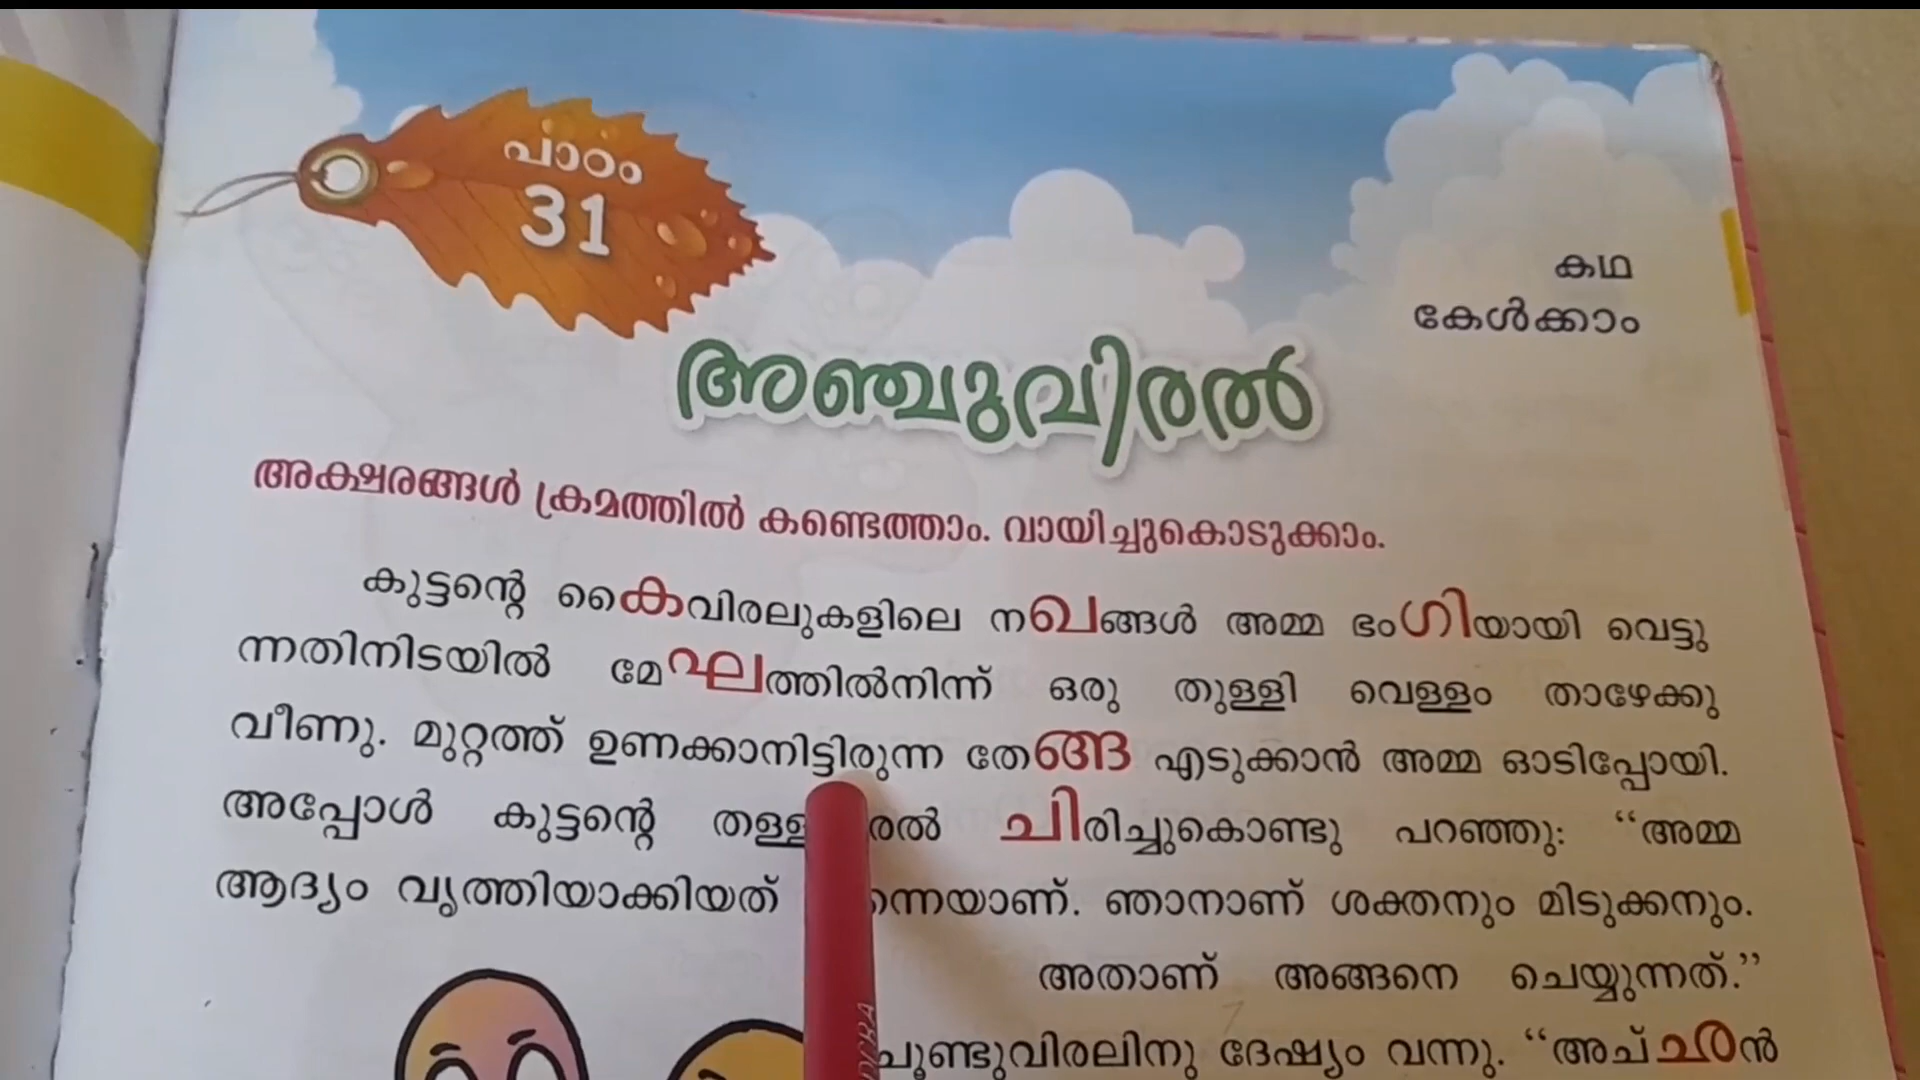 പാഠം
31
കഥ
കേൾക്കാം
അഞ്ചുവിരൽ
അക്ഷരങ്ങൾ ക്രമത്തിൽ കണ്ടെത്താം. വായിച്ചുകൊടുക്കാം.
കുട്ടന്റെ കൈവിരലുകളിലെ നഖങ്ങൾ അമ്മ ഭംഗിയായി വെട്ടു
ന്നതിനിടയിൽ മേഘത്തിൽനിന്ന് ഒരു തുള്ളി വെള്ളം താഴേക്കു
വീണു. മുറ്റത്ത് ഉണക്കാനിട്ടിരുന്ന തേങ്ങ എടുക്കാൻ അമ്മ ഓടിപ്പോയി.
അപ്പോൾ കുട്ടന്റെ ചിരിച്ചുകൊണ്ടു പറഞ്ഞു: “അമ്മ
ആദ്യം വൃത്തിയാക്കിയത് ഞാനാണ് ശക്തനും മിടുക്കനും.
അതാണ് അങ്ങനെ ചെയ്യുന്നത്.”
ചൂണ്ടുവിരലിനു ദേഷ്യം വന്നു. “അച്ഛൻ